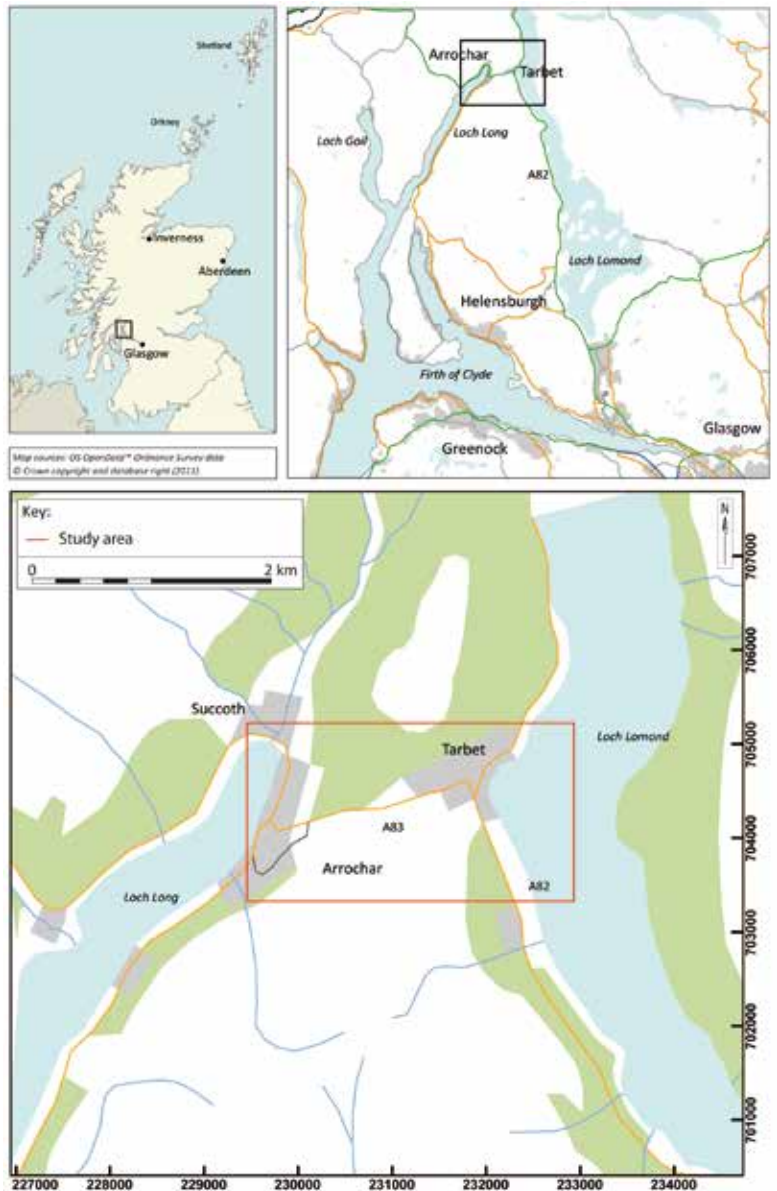 Shetland
Orkney
Inverness
Aberdeen
Glasgow
Map sources: OS OpenData™ Ordnance Survey data
© Crown copyright and database right (2013)
Arrochar
Tarbet
Loch Goil
Loch Long
A82
Loch Lomond
Helensburgh
Firth of Clyde
Glasgow
Greenock
Key:
Study area
0 2 km
N
Succoth
Tarbet
Loch Lomond
A83
Arrochar
Loch Long
A82
707000
706000
705000
704000
703000
702000
701000
227000 228000 229000 230000 231000 232000 233000 234000